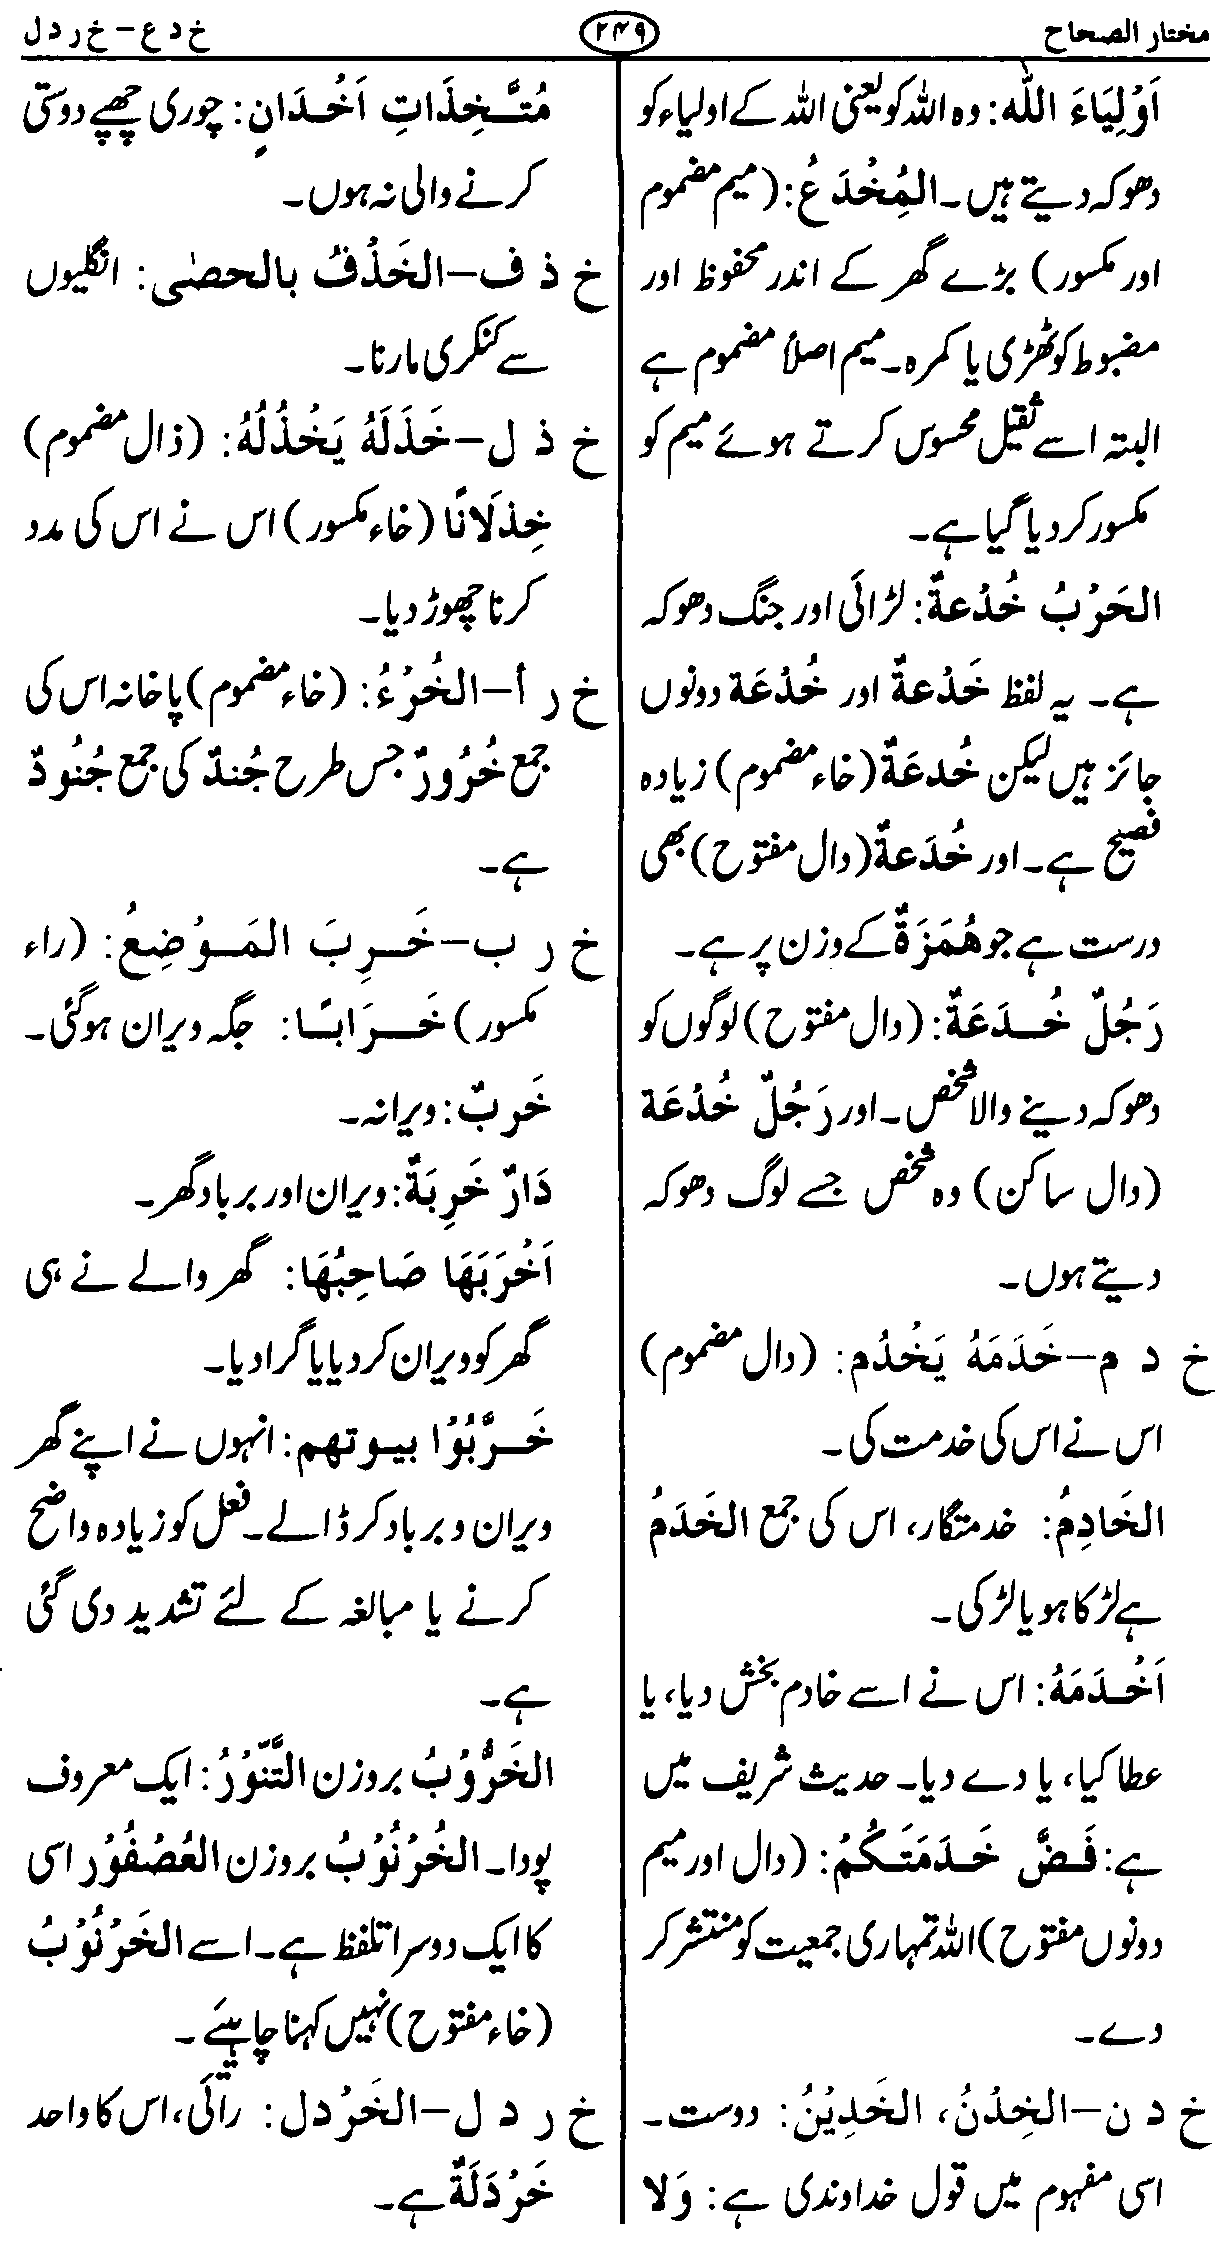 مختار الصحاح ۲۴۹ خ د ع–خ ر د ل
اَوْلِیَاءَ اللّٰہ: وہ اللہ کو یعنی اللہ کے اولیاء کو
دھوکہ دیتے ہیں۔ المُِخْدَعُ: (میم مضموم
اور مکسور) بڑے گھر کے اندر محفوظ اور
مضبوط کوٹھڑی یا کمرہ۔ میم اصلاً مضموم ہے
البتہ اسے ثقیل محسوس کرتے ہوئے میم کو
مکسور کر دیا گیا ہے۔
الحَرْبُ خُدْعةٌ: لڑائی اور جنگ دھوکہ
ہے۔ یہ لفظ خَدْعةٌ اور خُدْعَة دونوں
جائز ہیں لیکن خُدعَةٌ (خاء مضموم) زیادہ
فصیح ہے۔ اور خُدَعةٌ (دال مفتوح) بھی
درست ہے جو هُمَزَةٌ کے وزن پر ہے۔
رَجُلٌ خُدَعَةٌ: (دال مفتوح) لوگوں کو
دھوکہ دینے والا شخص۔ اور رَجُلٌ خُدْعَة
(دال ساکن) وہ شخص جسے لوگ دھوکہ
دیتے ہوں۔
خ د م–خَدَمَهُ يَخْدُم: (دال مضموم)
اس نے اس کی خدمت کی۔
الخَادِمُ: خدمتگار، اس کی جمع الخَدَمُ
ہے لڑکا ہو یا لڑکی۔
اَخْدَمَهُ: اس نے اسے خادم بخش دیا، یا
عطا کیا، یا دے دیا۔ حدیث شریف میں
ہے: فَضَّ خَدَمَتَكُمْ: (دال اور میم
دونوں مفتوح) اللہ تمہاری جمعیت کو منتشر کر
دے۔
خ د ن–الخِدْنُ، الخَدِيْنُ: دوست۔
اسی مفہوم میں قول خداوندی ہے: وَلا
مُتَّخِذَاتِ اَخْدَانٍ: چوری چھپے دوستی
کرنے والی نہ ہوں۔
خ ذ ف–الخَذْفُ بالحصٰی: انگلیوں
سے کنکری مارنا۔
خ ذ ل–خَذَلَهُ يَخْذُلُهُ: (ذال مضموم)
خِذلَانًا (خاء مکسور) اس نے اس کی مدد
کرنا چھوڑ دیا۔
خ ر أ–الخُرْءُ: (خاء مضموم) پاخانہ اس کی
جمع خُرُورٌ جس طرح جُندٌ کی جمع جُنُودٌ
ہے۔
خ ر ب–خَرِبَ المَوْضِعُ: (راء
مکسور) خَرَابًا: جگہ ویران ہو گئی۔
خَرِبٌ: ویرانہ۔
دَارٌ خَرِبَةٌ: ویران اور برباد گھر۔
اَخْرَبَهَا صَاحِبُهَا: گھر والے نے ہی
گھر کو ویران کر دیا یا گرا دیا۔
خَرَّبُوْا بيوتهم: انہوں نے اپنے گھر
ویران و برباد کر ڈالے۔ فعل کو زیادہ واضح
کرنے یا مبالغہ کے لئے تشدید دی گئی
ہے۔
الخَرُّوْبُ بروزن التَّنّوْرُ: ایک معروف
پودا۔ الخُرْنُوْبُ بروزن العُصْفُوْر اسی
کا ایک دوسرا تلفظ ہے۔ اسے الخَرْنُوْبُ
(خاء مفتوح) نہیں کہنا چاہیئے۔
خ ر د ل–الخَرْدل: رائی، اس کا واحد
خَرْدَلَةٌ ہے۔